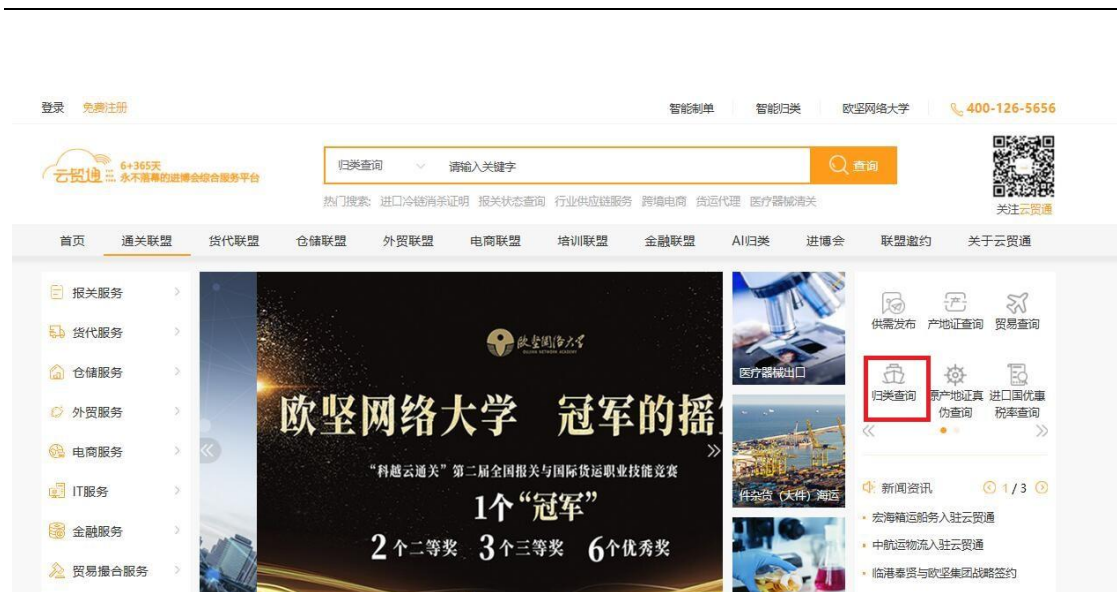 登录 免费注册 智能制单 智能归类 欧坚网络大学 400-126-5656
云贸通 6+365天
永不落幕的进博会综合服务平台
归类查询 请输入关键字 查询
热门搜索: 进口冷链消杀证明 报关状态查询 行业供应链服务 跨境电商 货运代理 医疗器械清关
关注云贸通
首页 通关联盟 货代联盟 仓储联盟 外贸联盟 电商联盟 培训联盟 金融联盟 AI归类 进博会 联盟邀约 关于云贸通
报关服务
货代服务
仓储服务
外贸服务
电商服务
IT服务
金融服务
贸易撮合服务
欧坚网络大学
欧坚网络大学 冠军的摇
“科越云通关”第二届全国报关与国际货运职业技能竞赛
1个“冠军”
2个二等奖 3个三等奖 6个优秀奖
医疗器械出口
件杂货（大件）海运
供需发布 产地证查询 贸易查询
归类查询 原产地证真伪查询 进口国优惠税率查询
新闻资讯 1 / 3
宏海箱运船务入驻云贸通
中航运物流入驻云贸通
临港奉贤与欧坚集团战略签约